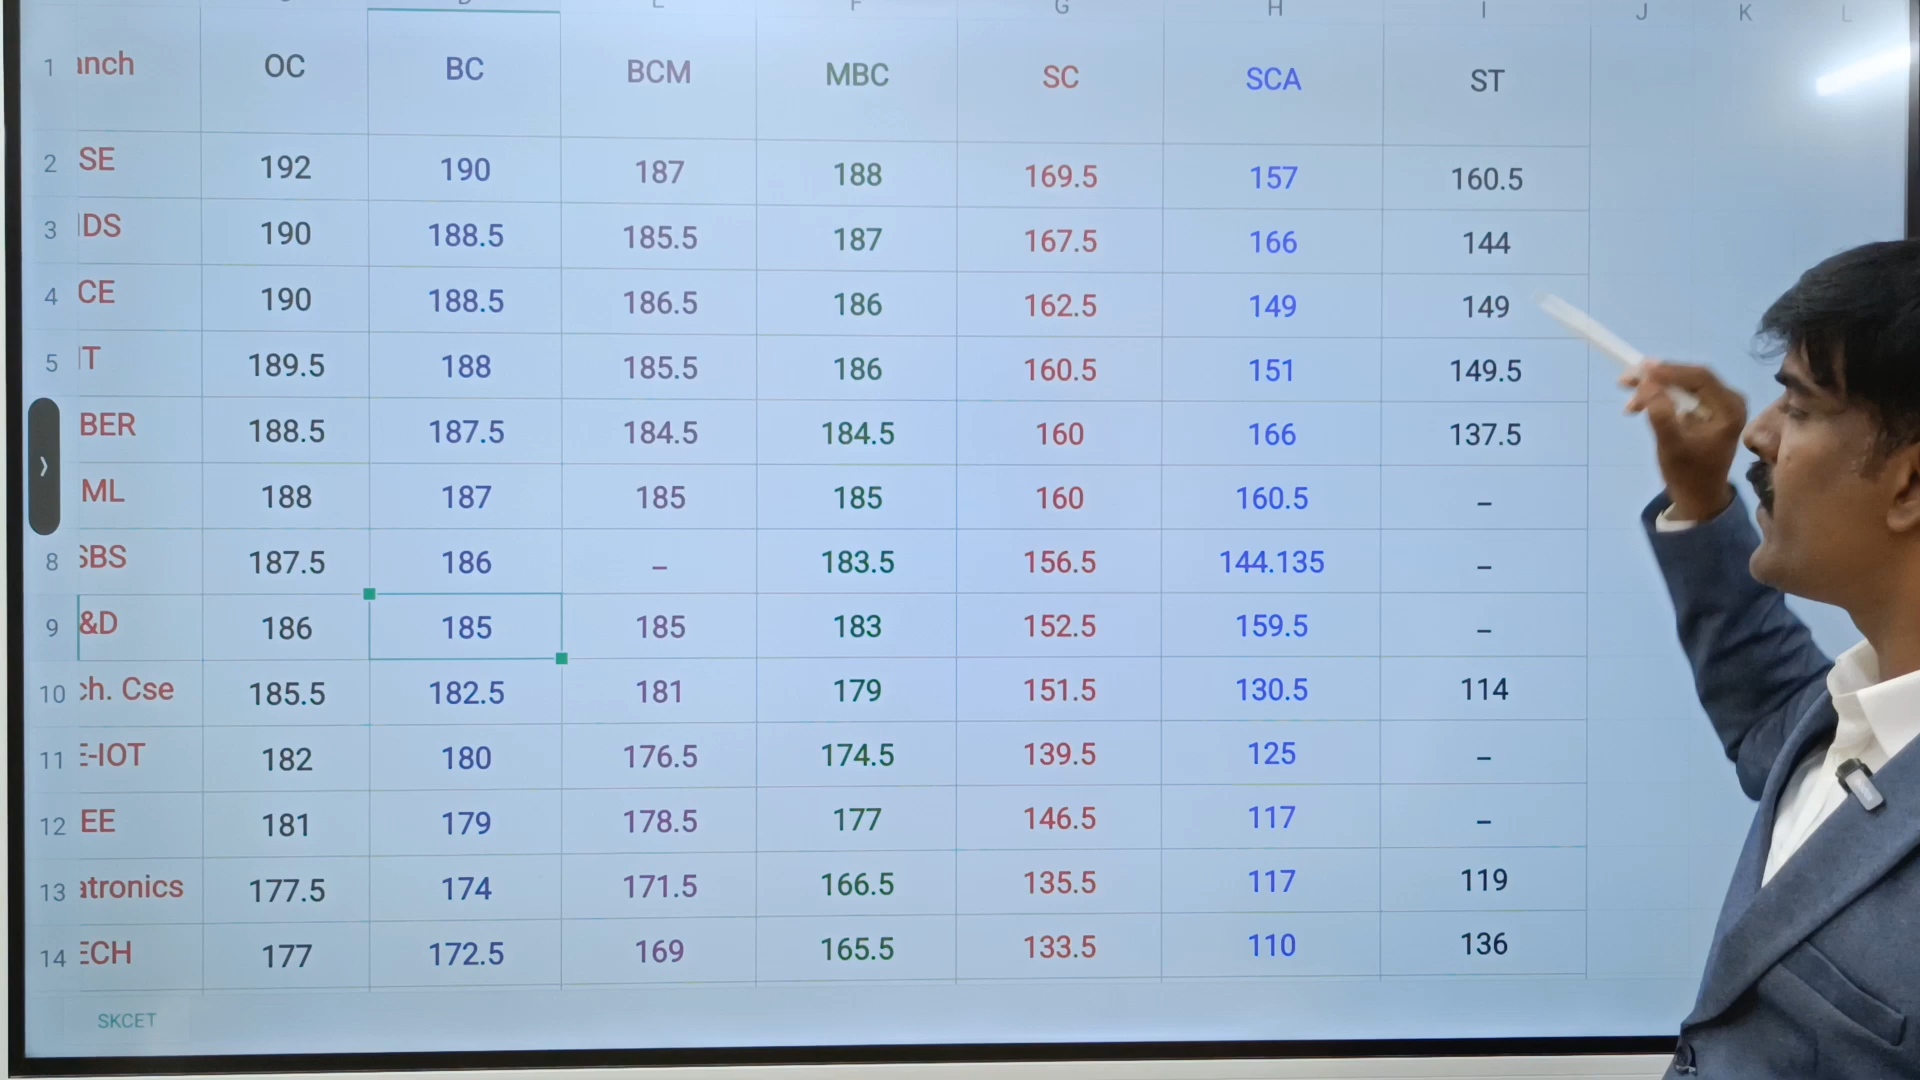 G H I J K L
1 anch OC BC BCM MBC SC SCA ST
2 SE 192 190 187 188 169.5 157 160.5
3 IDS 190 188.5 185.5 187 167.5 166 144
4 CE 190 188.5 186.5 186 162.5 149 149
5 IT 189.5 188 185.5 186 160.5 151 149.5
BER 188.5 187.5 184.5 184.5 160 166 137.5
ML 188 187 185 185 160 160.5 –
8 SBS 187.5 186 – 183.5 156.5 144.135 –
9 &D 186 185 185 183 152.5 159.5 –
10 ch. Cse 185.5 182.5 181 179 151.5 130.5 114
11 E-IOT 182 180 176.5 174.5 139.5 125 –
12 EE 181 179 178.5 177 146.5 117 –
13 atronics 177.5 174 171.5 166.5 135.5 117 119
14 ECH 177 172.5 169 165.5 133.5 110 136
SKCET